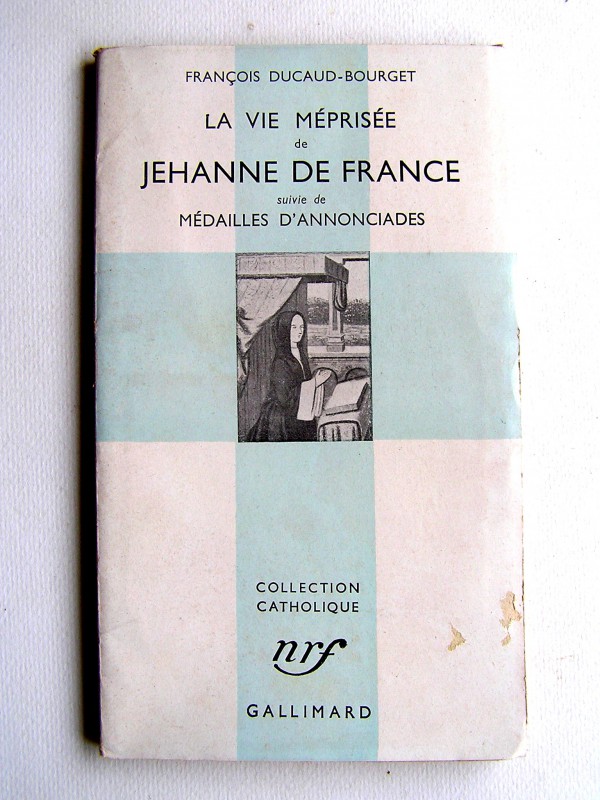 FRANÇOIS DUCAUD-BOURGET
LA VIE MÉPRISÉE
de
JEHANNE DE FRANCE
suivie de
MÉDAILLES D'ANNONCIADES
COLLECTION
CATHOLIQUE
nrf
GALLIMARD